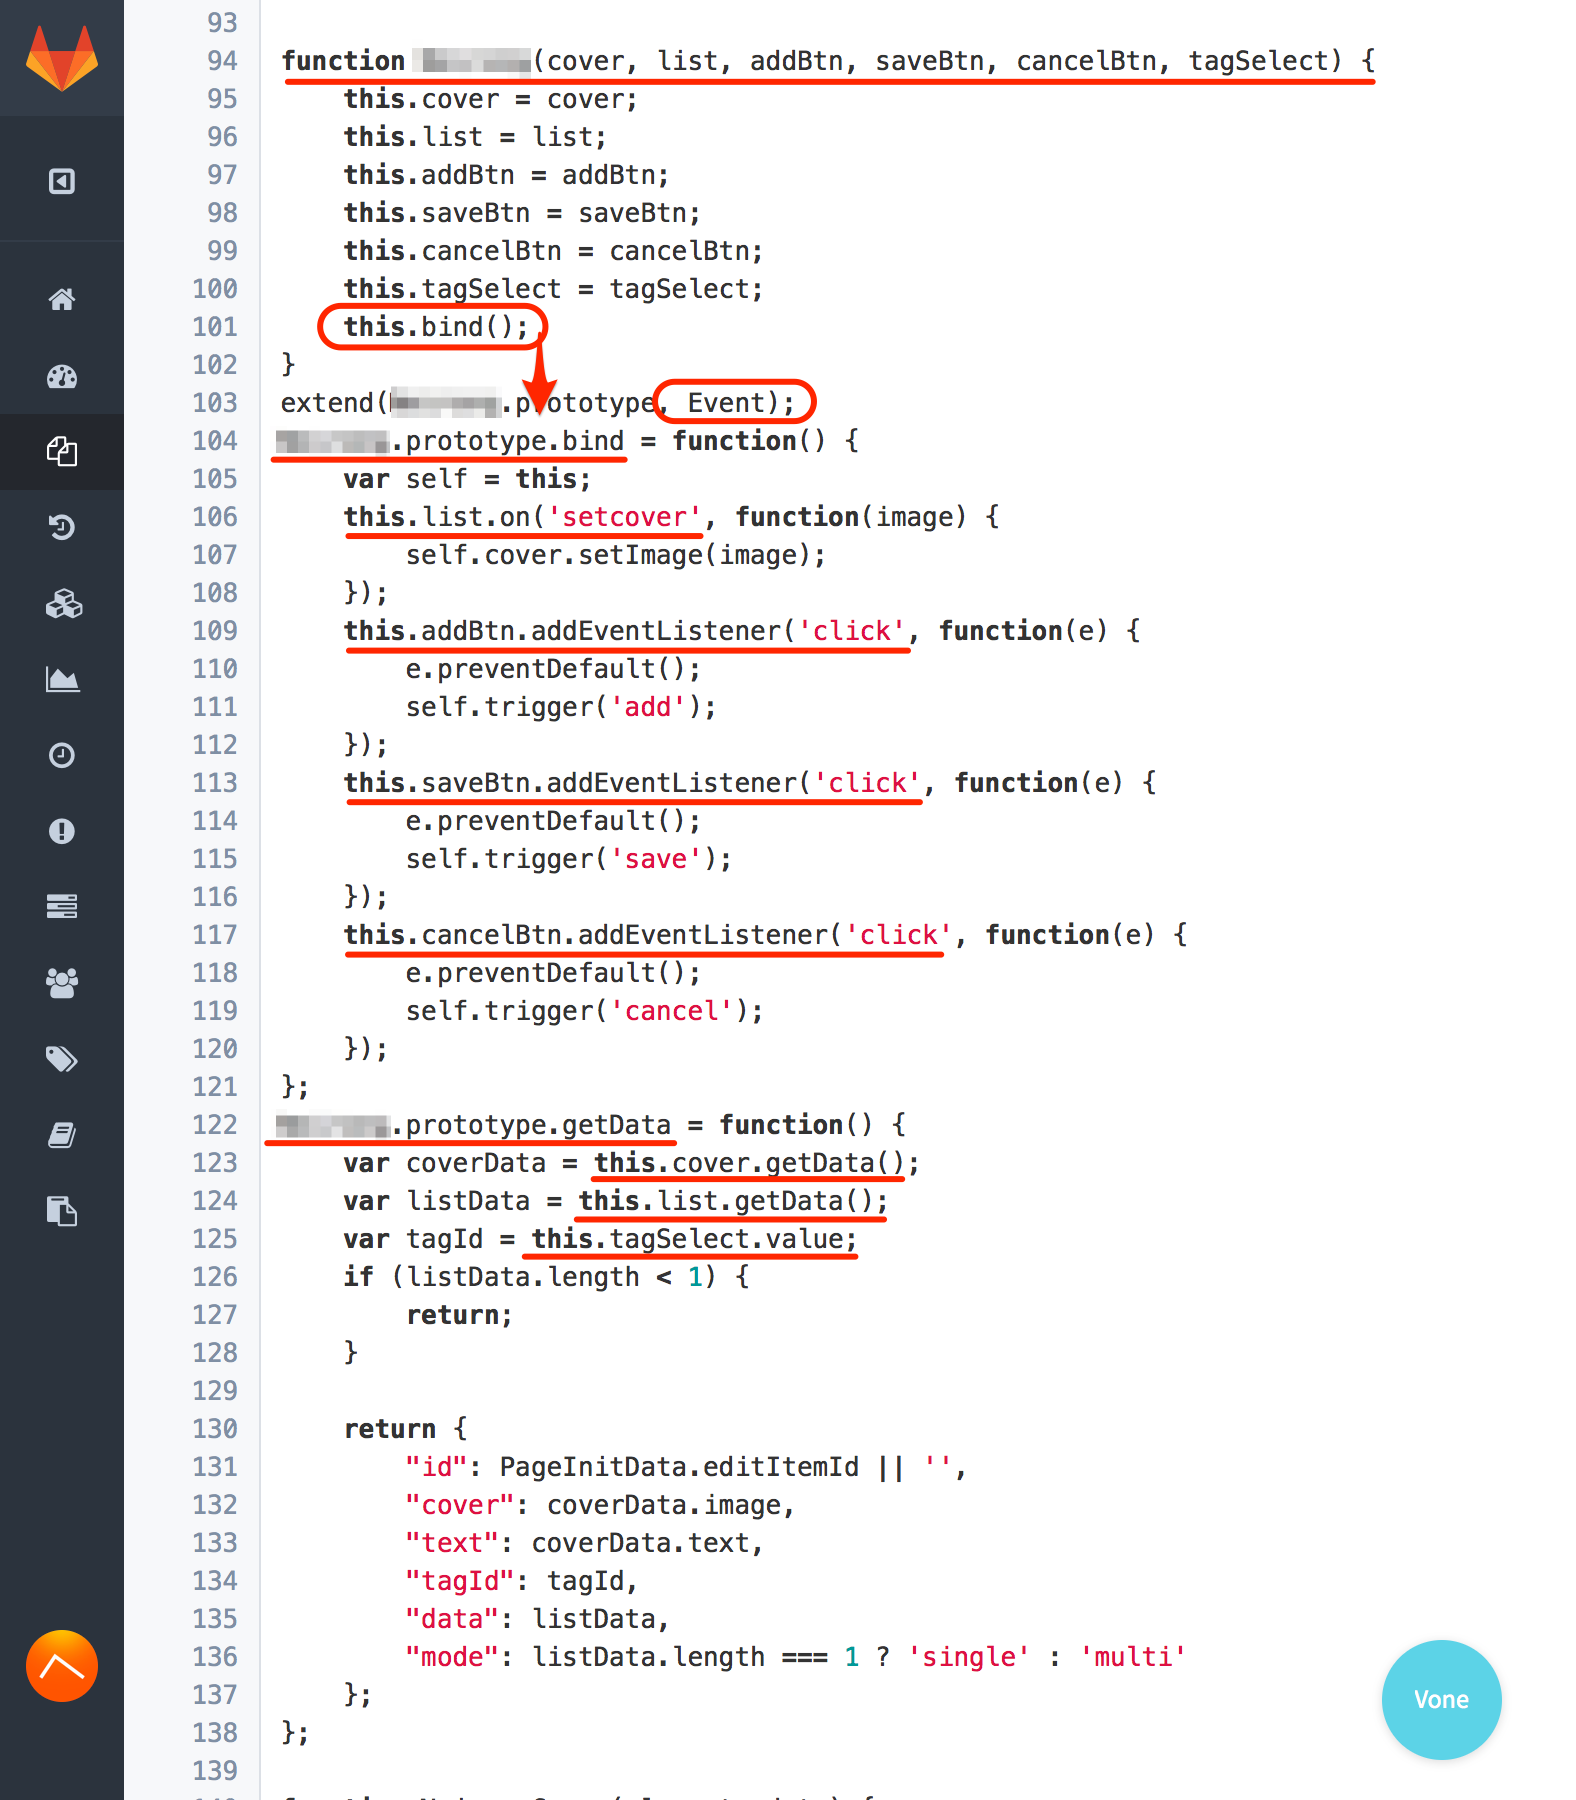 93
94 function (cover, list, addBtn, saveBtn, cancelBtn, tagSelect) {
95 this.cover = cover;
96 this.list = list;
97 this.addBtn = addBtn;
98 this.saveBtn = saveBtn;
99 this.cancelBtn = cancelBtn;
100 this.tagSelect = tagSelect;
101 this.bind();
102 }
103 extend( .prototype, Event);
104 .prototype.bind = function() {
105 var self = this;
106 this.list.on('setcover', function(image) {
107 self.cover.setImage(image);
108 });
109 this.addBtn.addEventListener('click', function(e) {
110 e.preventDefault();
111 self.trigger('add');
112 });
113 this.saveBtn.addEventListener('click', function(e) {
114 e.preventDefault();
115 self.trigger('save');
116 });
117 this.cancelBtn.addEventListener('click', function(e) {
118 e.preventDefault();
119 self.trigger('cancel');
120 });
121 };
122 .prototype.getData = function() {
123 var coverData = this.cover.getData();
124 var listData = this.list.getData();
125 var tagId = this.tagSelect.value;
126 if (listData.length < 1) {
127 return;
128 }
129
130 return {
131 "id": PageInitData.editItemId || '',
132 "cover": coverData.image,
133 "text": coverData.text,
134 "tagId": tagId,
135 "data": listData,
136 "mode": listData.length === 1 ? 'single' : 'multi'
137 };
138 };
139
Vone